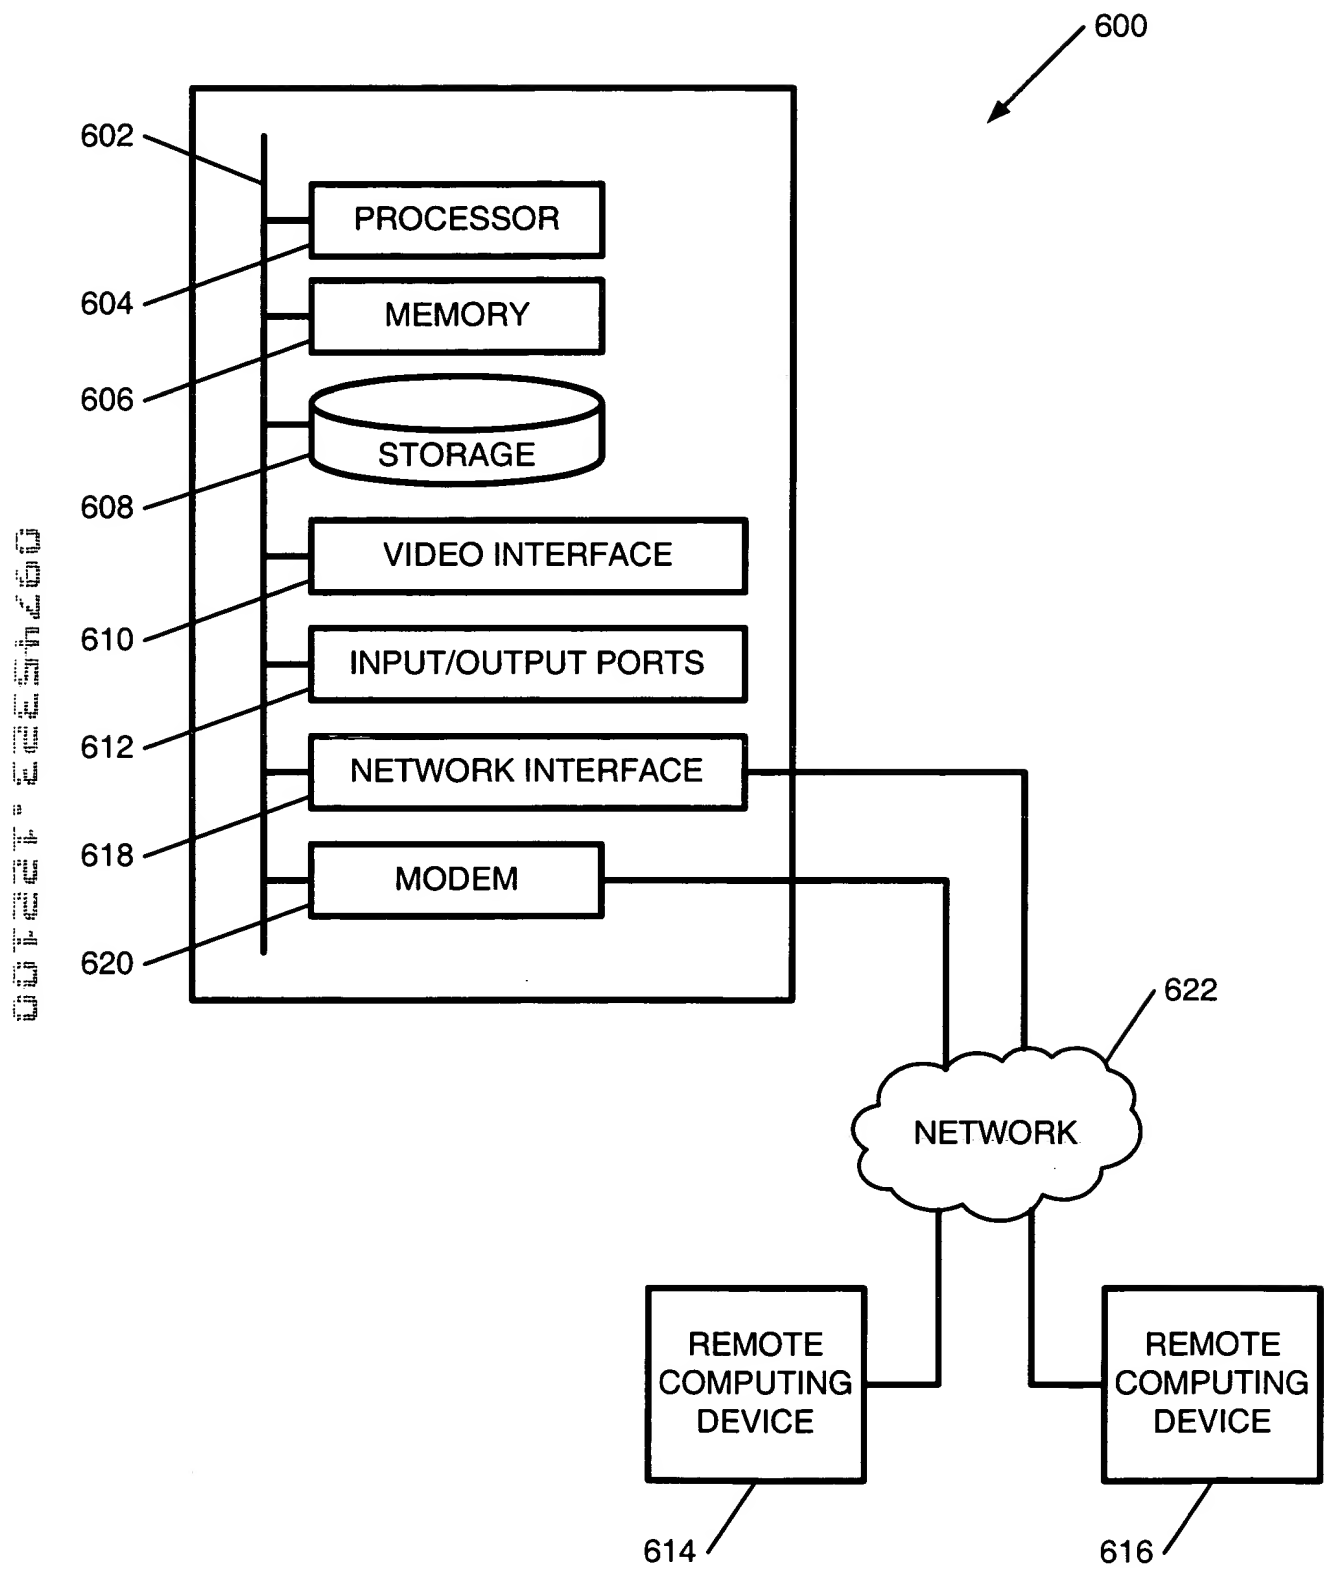 600
602
PROCESSOR
604
MEMORY
606
STORAGE
608
VIDEO INTERFACE
610
INPUT/OUTPUT PORTS
612
NETWORK INTERFACE
618
MODEM
620
622
NETWORK
REMOTE
COMPUTING
DEVICE
REMOTE
COMPUTING
DEVICE
614
616